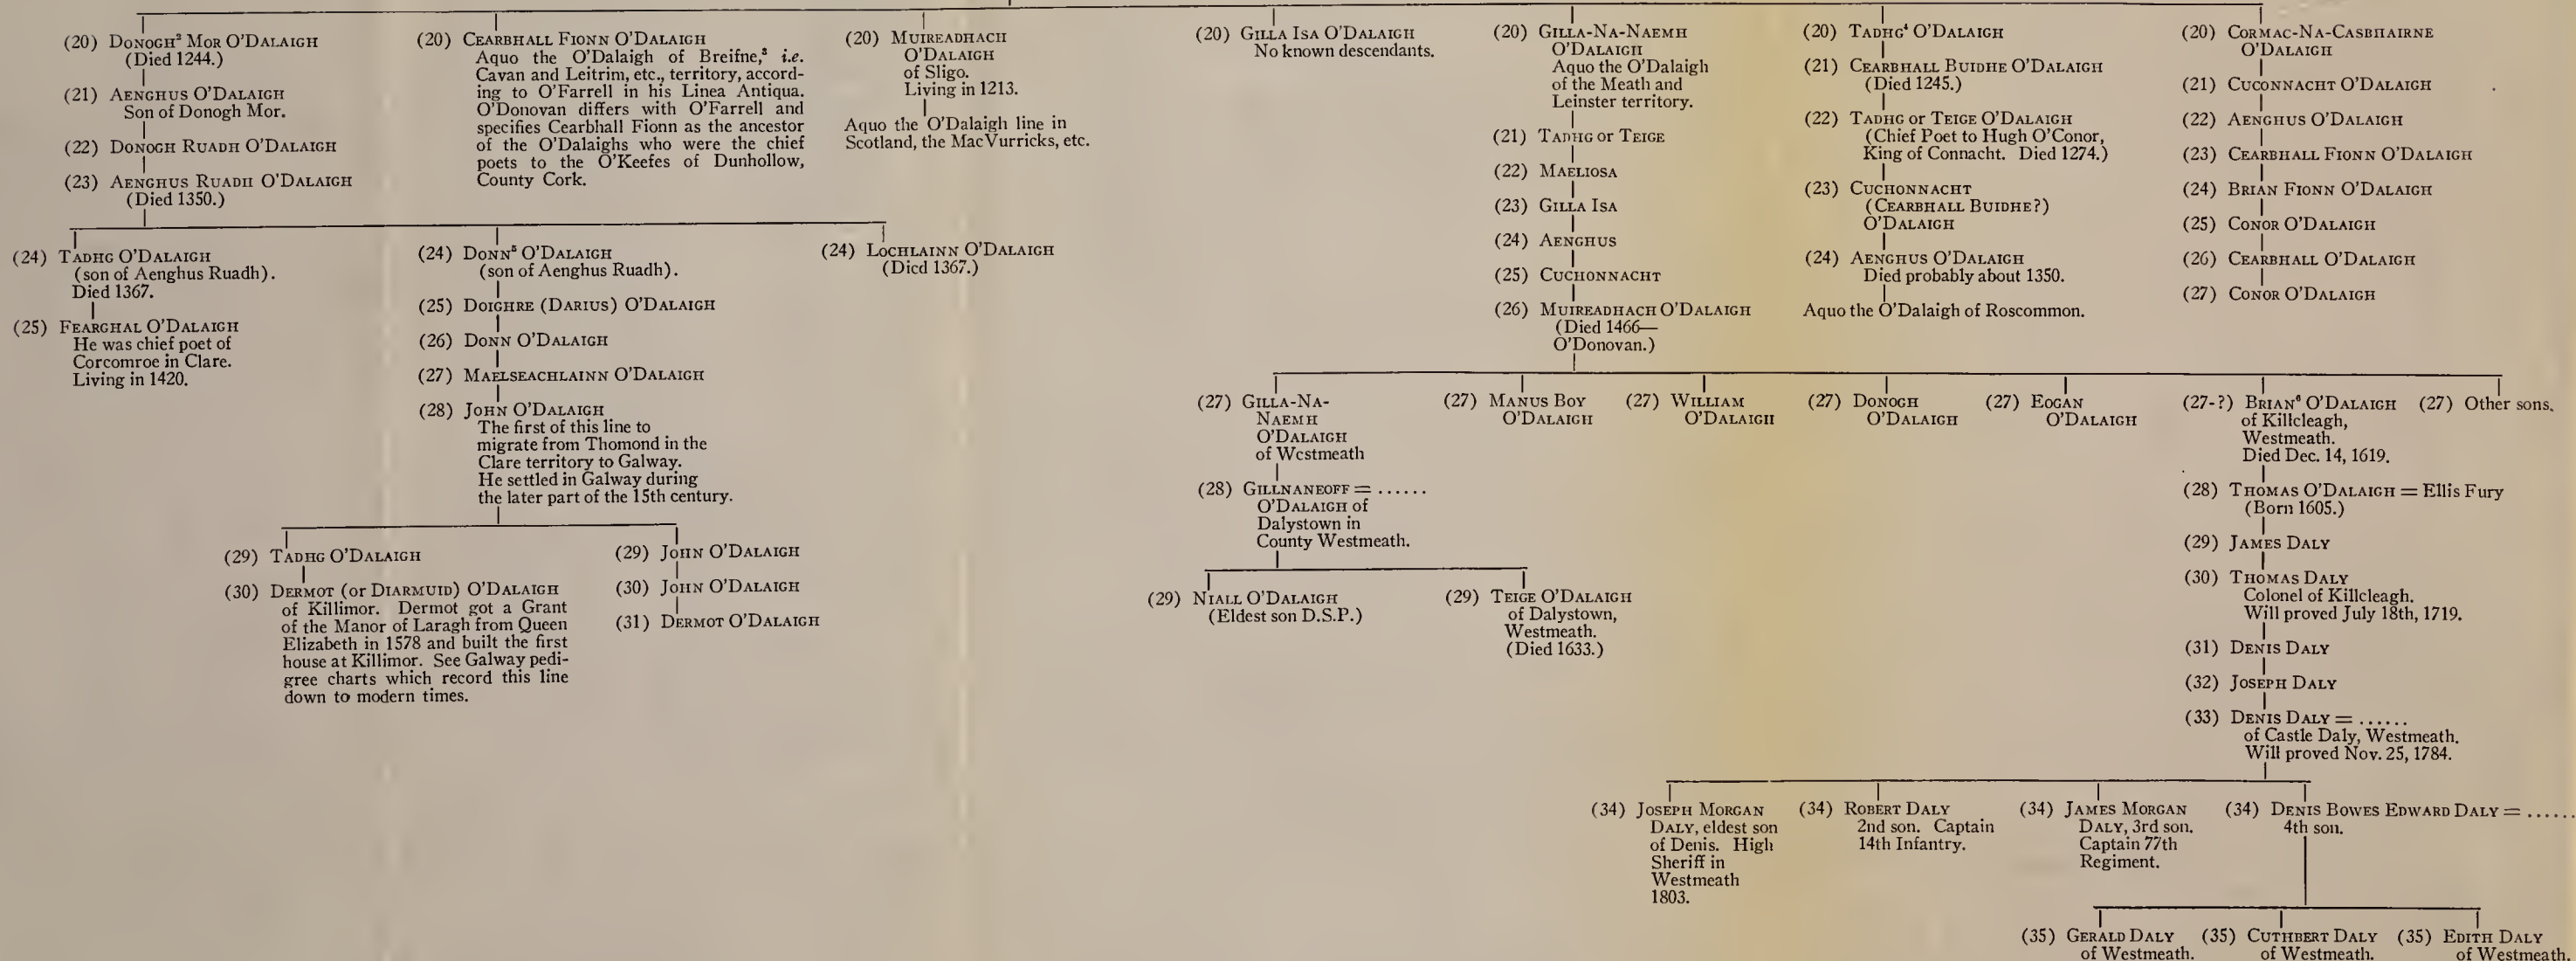 (20) DONOGH² MOR O'DALAIGH
(Died 1244.)
(21) AENGHUS O'DALAIGH
Son of Donogh Mor.
(22) DONOGH RUADH O'DALAIGH
(23) AENGHUS RUADH O'DALAIGH
(Died 1350.)
(20) CEARBHALL FIONN O'DALAIGH
Aquo the O'Dalaigh of Breifne,³ i.e.
Cavan and Leitrim, etc., territory, accord-
ing to O'Farrell in his Linea Antiqua.
O'Donovan differs with O'Farrell and
specifies Cearbhall Fionn as the ancestor
of the O'Dalaighs who were the chief
poets to the O'Keefes of Dunhollow,
County Cork.
(20) MUIREADHACH
O'DALAIGH
of Sligo.
Living in 1213.
Aquo the O'Dalaigh line in
Scotland, the MacVurricks, etc.
(20) GILLA ISA O'DALAIGH
No known descendants.
(20) GILLA-NA-NAEMH
O'DALAIGH
Aquo the O'Dalaigh
of the Meath and
Leinster territory.
(21) TADHG or TEIGE
(22) MAELIOSA
(23) GILLA ISA
(24) AENGHUS
(25) CUCHONNACHT
(26) MUIREADHACH O'DALAIGH
(Died 1466—
O'Donovan.)
(20) TADHG⁴ O'DALAIGH
(21) CEARBHALL BUIDHE O'DALAIGH
(Died 1245.)
(22) TADHG OR TEIGE O'DALAIGH
(Chief Poet to Hugh O'Conor,
King of Connacht. Died 1274.)
(23) CUCHONNACHT
(CEARBHALL BUIDHE?)
O'DALAIGH
(24) AENGHUS O'DALAIGH
Died probably about 1350.
Aquo the O'Dalaigh of Roscommon.
(20) CORMAC-NA-CASBHAIRNE
O'DALAIGH
(21) CUCONNACHT O'DALAIGH
(22) AENGHUS O'DALAIGH
(23) CEARBHALL FIONN O'DALAIGH
(24) BRIAN FIONN O'DALAIGH
(25) CONOR O'DALAIGH
(26) CEARBHALL O'DALAIGH
(27) CONOR O'DALAIGH
(24) TADHG O'DALAIGH
(son of Aenghus Ruadh).
Died 1367.
(25) FEARGHAL O'DALAIGH
He was chief poet of
Corcomroe in Clare.
Living in 1420.
(24) DONN⁵ O'DALAIGH
(son of Aenghus Ruadh).
(25) DOIGHRE (DARIUS) O'DALAIGH
(26) DONN O'DALAIGH
(27) MAELSEACHLAINN O'DALAIGH
(28) JOHN O'DALAIGH
The first of this line to
migrate from Thomond in the
Clare territory to Galway.
He settled in Galway during
the later part of the 15th century.
(24) LOCHLAINN O'DALAIGH
(Died 1367.)
(29) TADHG O'DALAIGH
(30) DERMOT (OR DIARMUID) O'DALAIGH
of Killimor. Dermot got a Grant
of the Manor of Laragh from Queen
Elizabeth in 1578 and built the first
house at Killimor. See Galway pedi-
gree charts which record this line
down to modern times.
(29) JOHN O'DALAIGH
(30) JOHN O'DALAIGH
(31) DERMOT O'DALAIGH
(27) GILLA-NA-
NAEMH
O'DALAIGH
of Westmeath
(28) GILLNANEOFF = ......
O'DALAIGH of
Dalystown in
County Westmeath.
(29) NIALL O'DALAIGH
(Eldest son D.S.P.)
(29) TEIGE O'DALAIGH
of Dalystown,
Westmeath.
(Died 1633.)
(27) MANUS BOY
O'DALAIGH
(27) WILLIAM
O'DALAIGH
(27) DONOGH
O'DALAIGH
(27) EOGAN
O'DALAIGH
(27-?) BRIAN⁶ O'DALAIGH
of Killcleagh,
Westmeath.
Died Dec. 14, 1619.
(27) Other sons.
(28) THOMAS O'DALAIGH = Ellis Fury
(Born 1605.)
(29) JAMES DALY
(30) THOMAS DALY
Colonel of Killcleagh.
Will proved July 18th, 1719.
(31) DENIS DALY
(32) JOSEPH DALY
(33) DENIS DALY = ......
of Castle Daly, Westmeath.
Will proved Nov. 25, 1784.
(34) JOSEPH MORGAN
DALY, eldest son
of Denis. High
Sheriff in
Westmeath
1803.
(34) ROBERT DALY
2nd son. Captain
14th Infantry.
(34) JAMES MORGAN
DALY, 3rd son.
Captain 77th
Regiment.
(34) DENIS BOWES EDWARD DALY = ......
4th son.
(35) GERALD DALY
of Westmeath.
(35) CUTHBERT DALY
of Westmeath.
(35) EDITH DALY
of Westmeath.